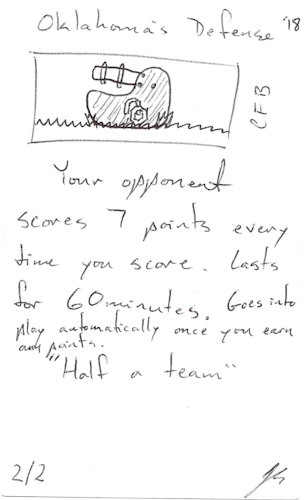 Oklahoma's Defense '18
CFB
Your opponent
scores 7 points every
time you score. Lasts
for 60 minutes. Goes into
play automatically once you earn
any points.
"Half a team"
2/2